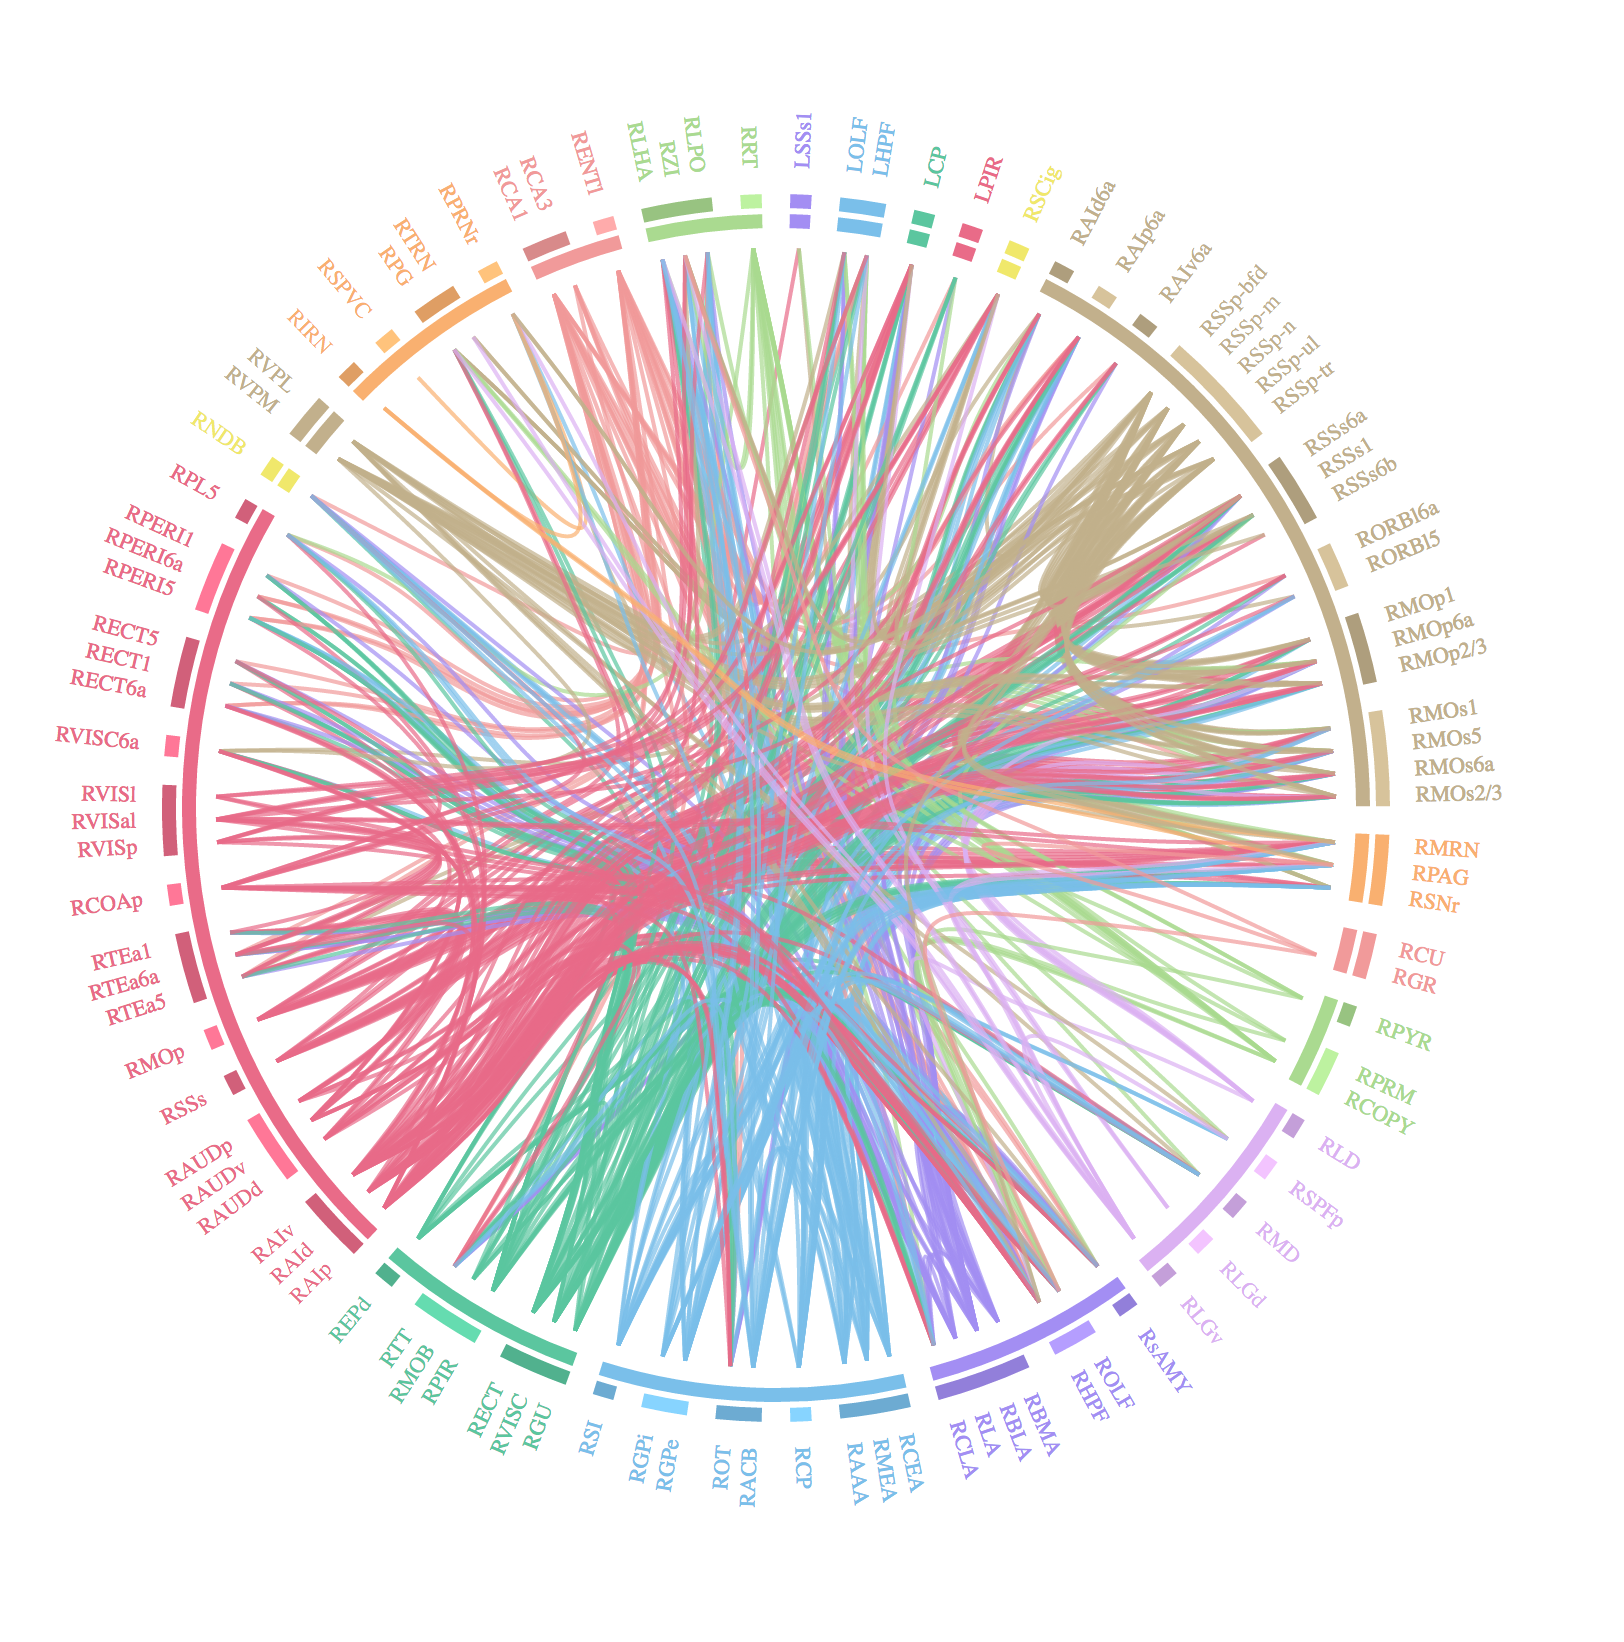 LSSs1
LOLF
LHPF
LCP
LPIR
RSCig
RAId6a
RAIp6a
RAIv6a
RSSp-bfd
RSSp-m
RSSp-n
RSSp-ul
RSSp-tr
RSSs6a
RSSs1
RSSs6b
RORBl6a
RORBl5
RMOp1
RMOp6a
RMOp2/3
RMOs1
RMOs5
RMOs6a
RMOs2/3
RMRN
RPAG
RSNr
RCU
RGR
RPYR
RPRM
RCOPY
RLD
RSPFp
RMD
RLGd
RLGv
RsAMY
ROLF
RHPF
RBMA
RBLA
RLA
RCLA
RCEA
RMEA
RAAA
RCP
RACB
ROT
RGPe
RGPi
RSI
RGU
RVISC
RECT
RPIR
RMOB
RTT
REPd
RAIp
RAId
RAIv
RAUDd
RAUDv
RAUDp
RSSs
RMOp
RTEa5
RTEa6a
RTEa1
RCOAp
RVISp
RVISal
RVISl
RVISC6a
RECT6a
RECT1
RECT5
RPERI5
RPERI6a
RPERI1
RPL5
RNDB
RVPM
RVPL
RIRN
RSPVC
RPG
RTRN
RPRNr
RCA1
RCA3
RENTl
RLHA
RZI
RLPO
RRT